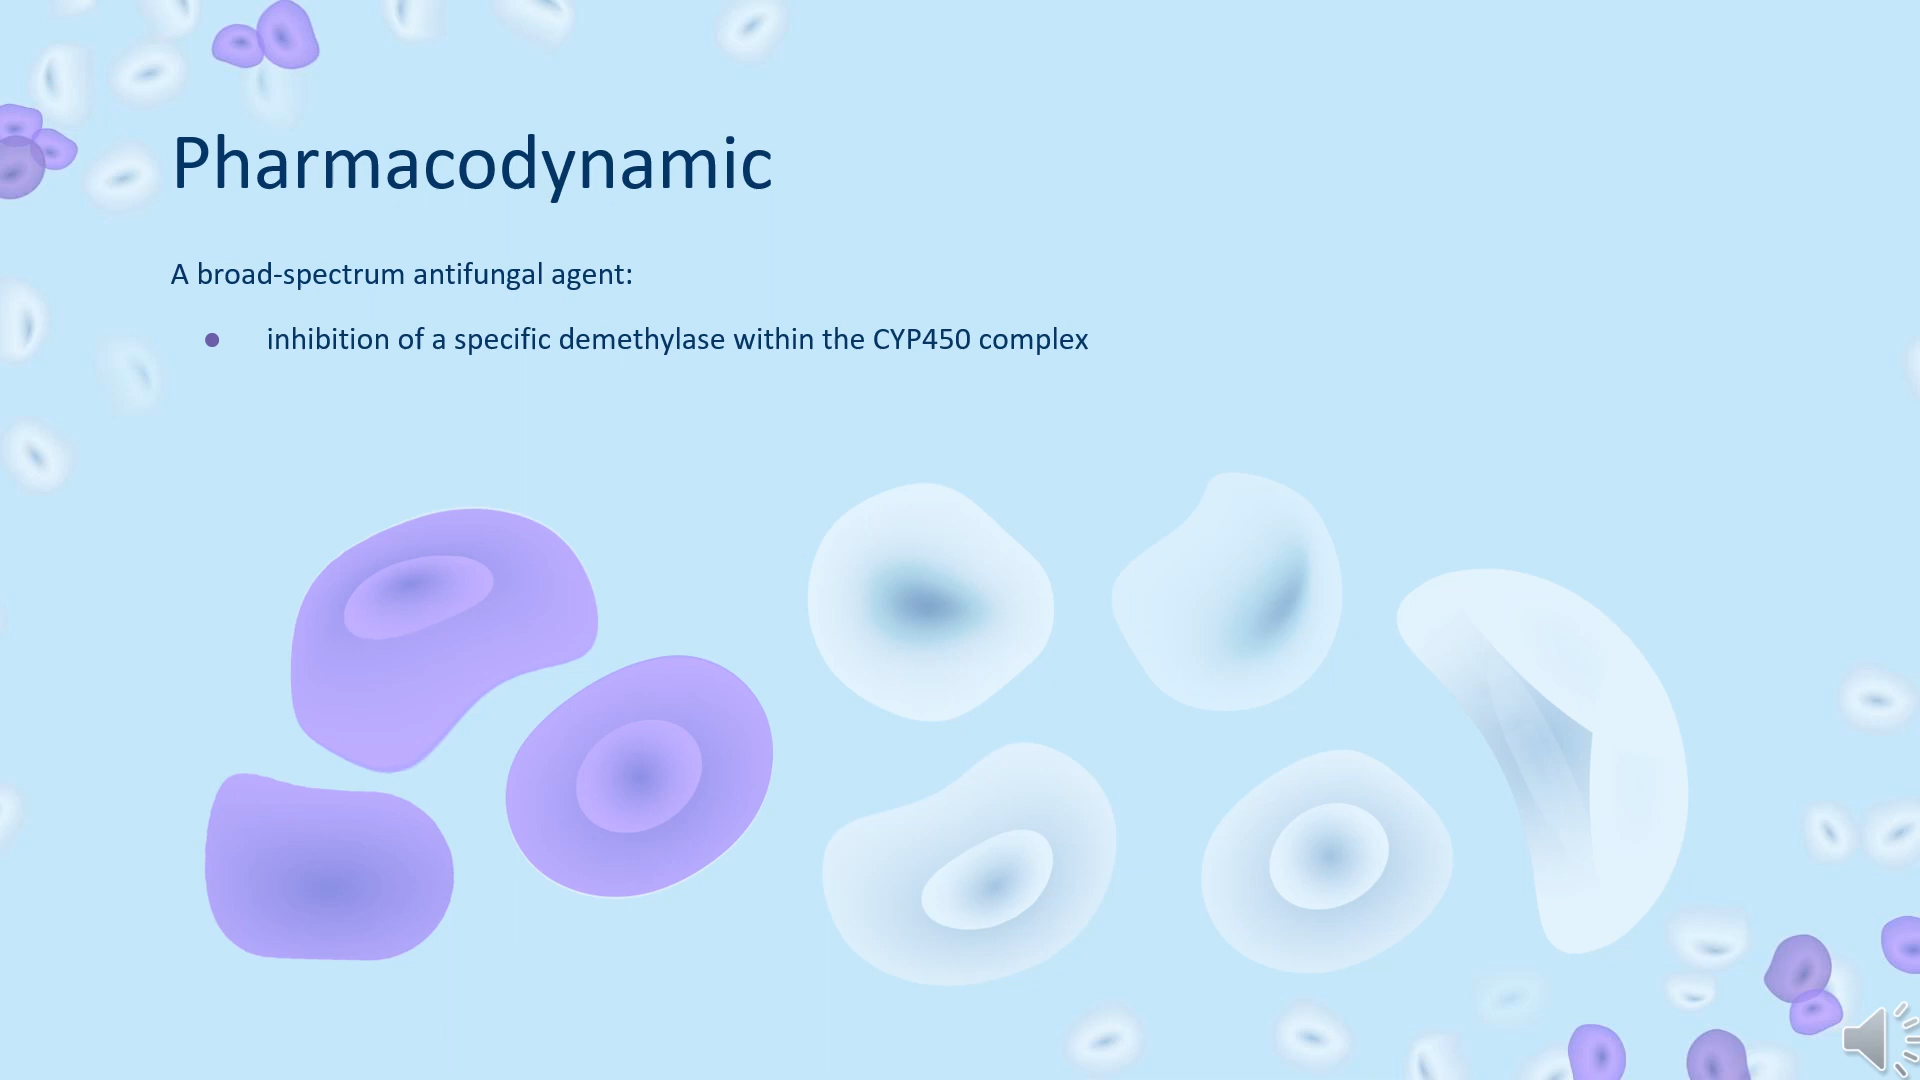 Pharmacodynamic
A broad-spectrum antifungal agent:
● inhibition of a specific demethylase within the CYP450 complex